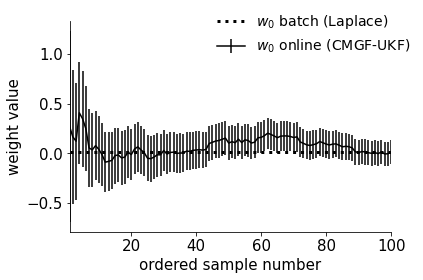 w₀ batch (Laplace)
w₀ online (CMGF-UKF)
weight value
1.0
0.5
0.0
−0.5
20 40 60 80 100
ordered sample number